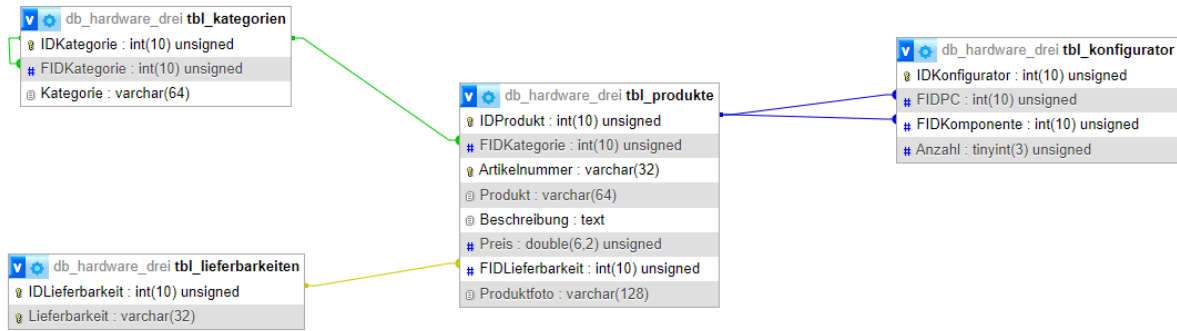 db_hardware_drei tbl_kategorien
IDKategorie : int(10) unsigned
# FIDKategorie : int(10) unsigned
Kategorie : varchar(64)
db_hardware_drei tbl_produkte
IDProdukt : int(10) unsigned
# FIDKategorie : int(10) unsigned
Artikelnummer : varchar(32)
Produkt : varchar(64)
Beschreibung : text
# Preis : double(6,2) unsigned
# FIDLieferbarkeit : int(10) unsigned
Produktfoto : varchar(128)
db_hardware_drei tbl_konfigurator
IDKonfigurator : int(10) unsigned
# FIDPC : int(10) unsigned
# FIDKomponente : int(10) unsigned
# Anzahl : tinyint(3) unsigned
db_hardware_drei tbl_lieferbarkeiten
IDLieferbarkeit : int(10) unsigned
Lieferbarkeit : varchar(32)